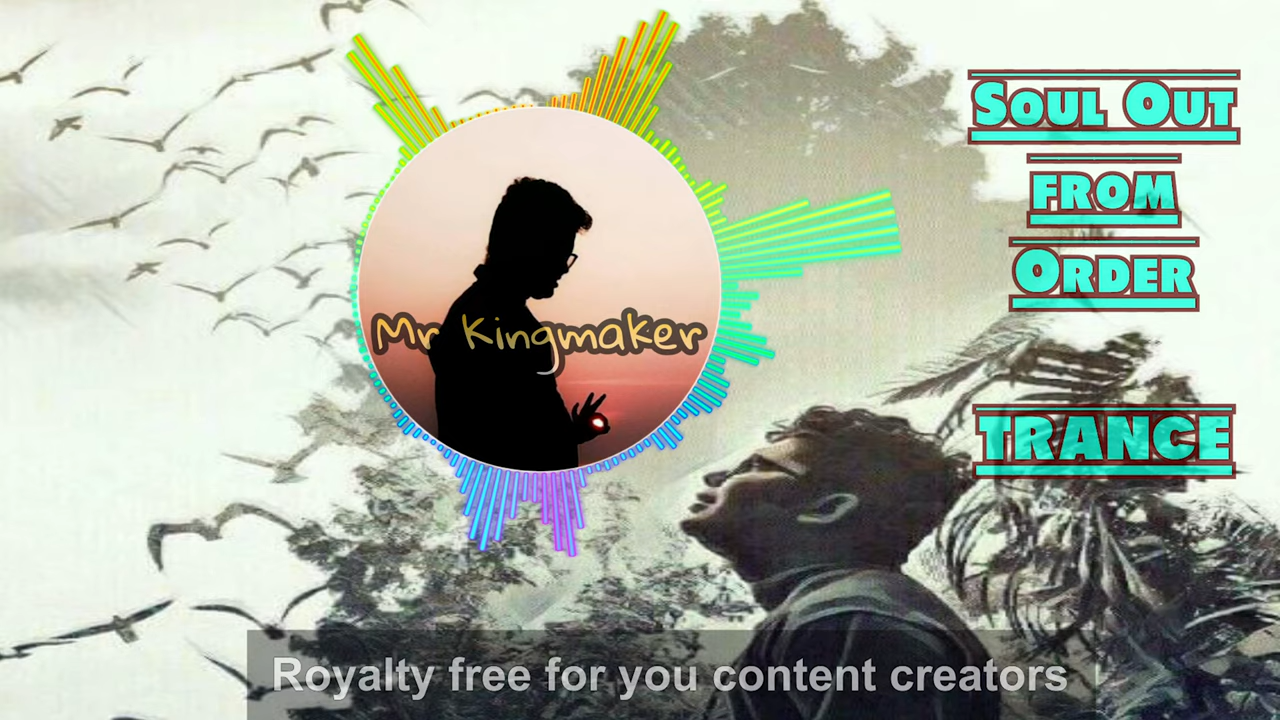 Soul Out
from
Order
Mr Kingmaker
TRANCE
Royalty free for you content creators